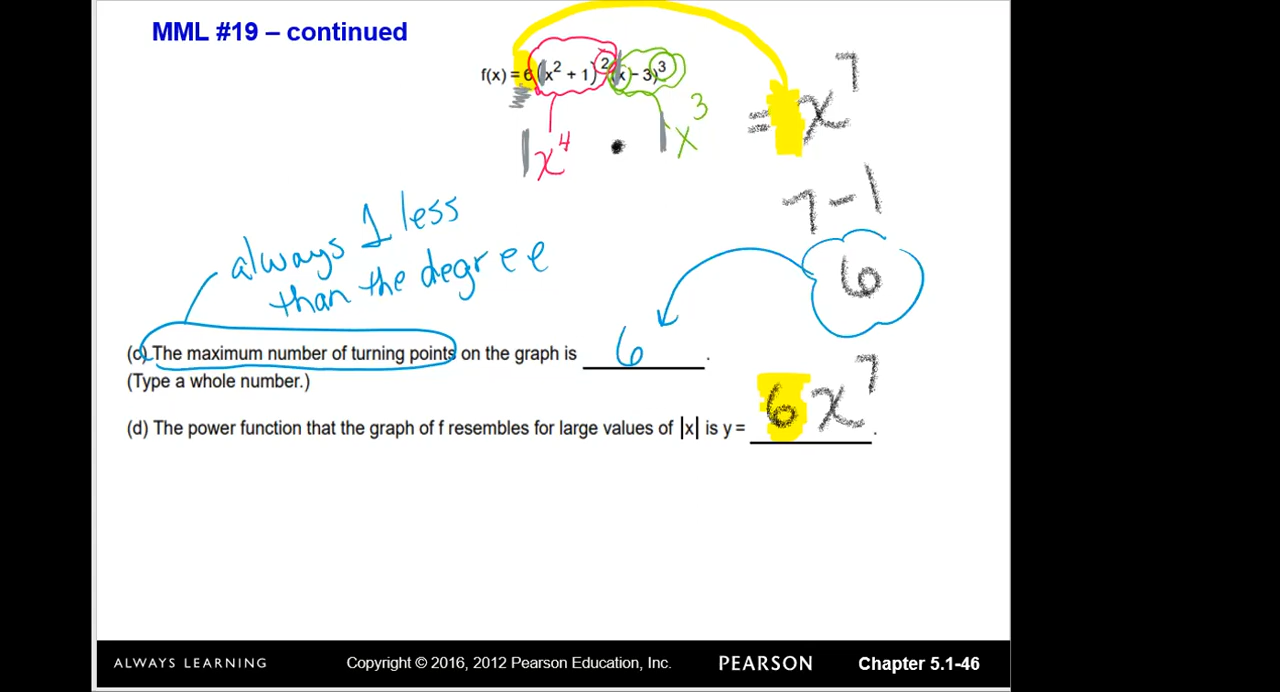 MML #19 – continued
f(x) = 6(x² + 1)²(x – 3)³
1x⁴ · 1x³
= x⁷
7-1
6
always 1 less
than the degree
(c) The maximum number of turning points on the graph is 6.
(Type a whole number.)
(d) The power function that the graph of f resembles for large values of |x| is y = 6x⁷.
ALWAYS LEARNING Copyright © 2016, 2012 Pearson Education, Inc. PEARSON Chapter 5.1-46